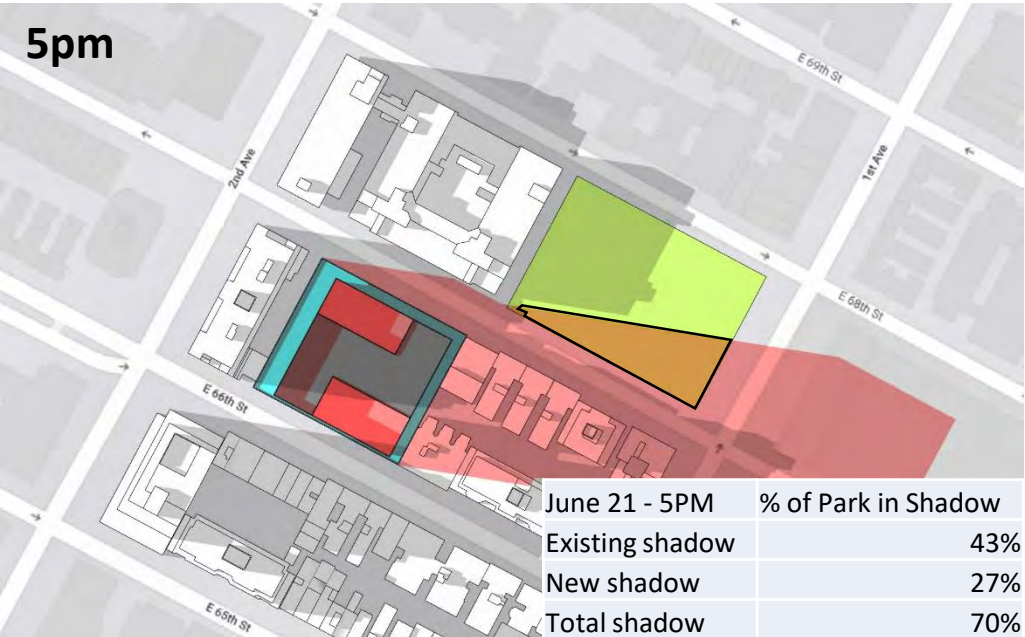 5pm
E 69th St
2nd Ave
1st Ave
E 68th St
E 66th St
E 65th St
June 21 - 5PM % of Park in Shadow
Existing shadow 43%
New shadow 27%
Total shadow 70%